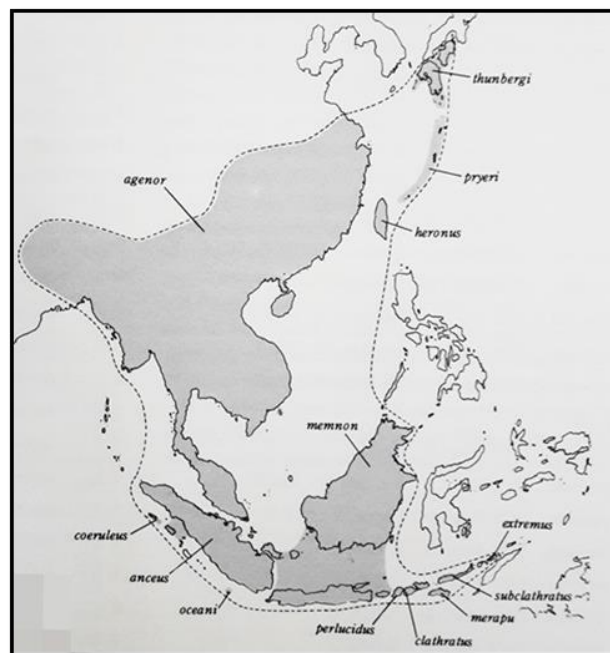 thunbergi
agenor
pryeri
heronus
memnon
extremus
coeruleus
anceus
oceani
subclathratus
perlucidus
merapu
clathratus